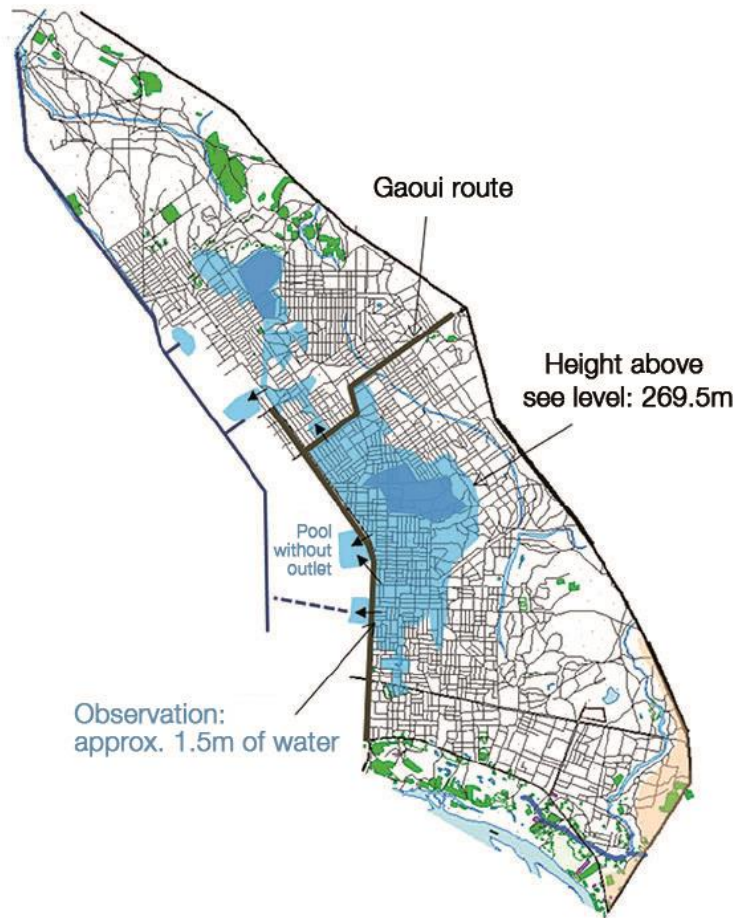 Gaoui route
Height above
see level: 269.5m
Pool
without
outlet
Observation:
approx. 1.5m of water